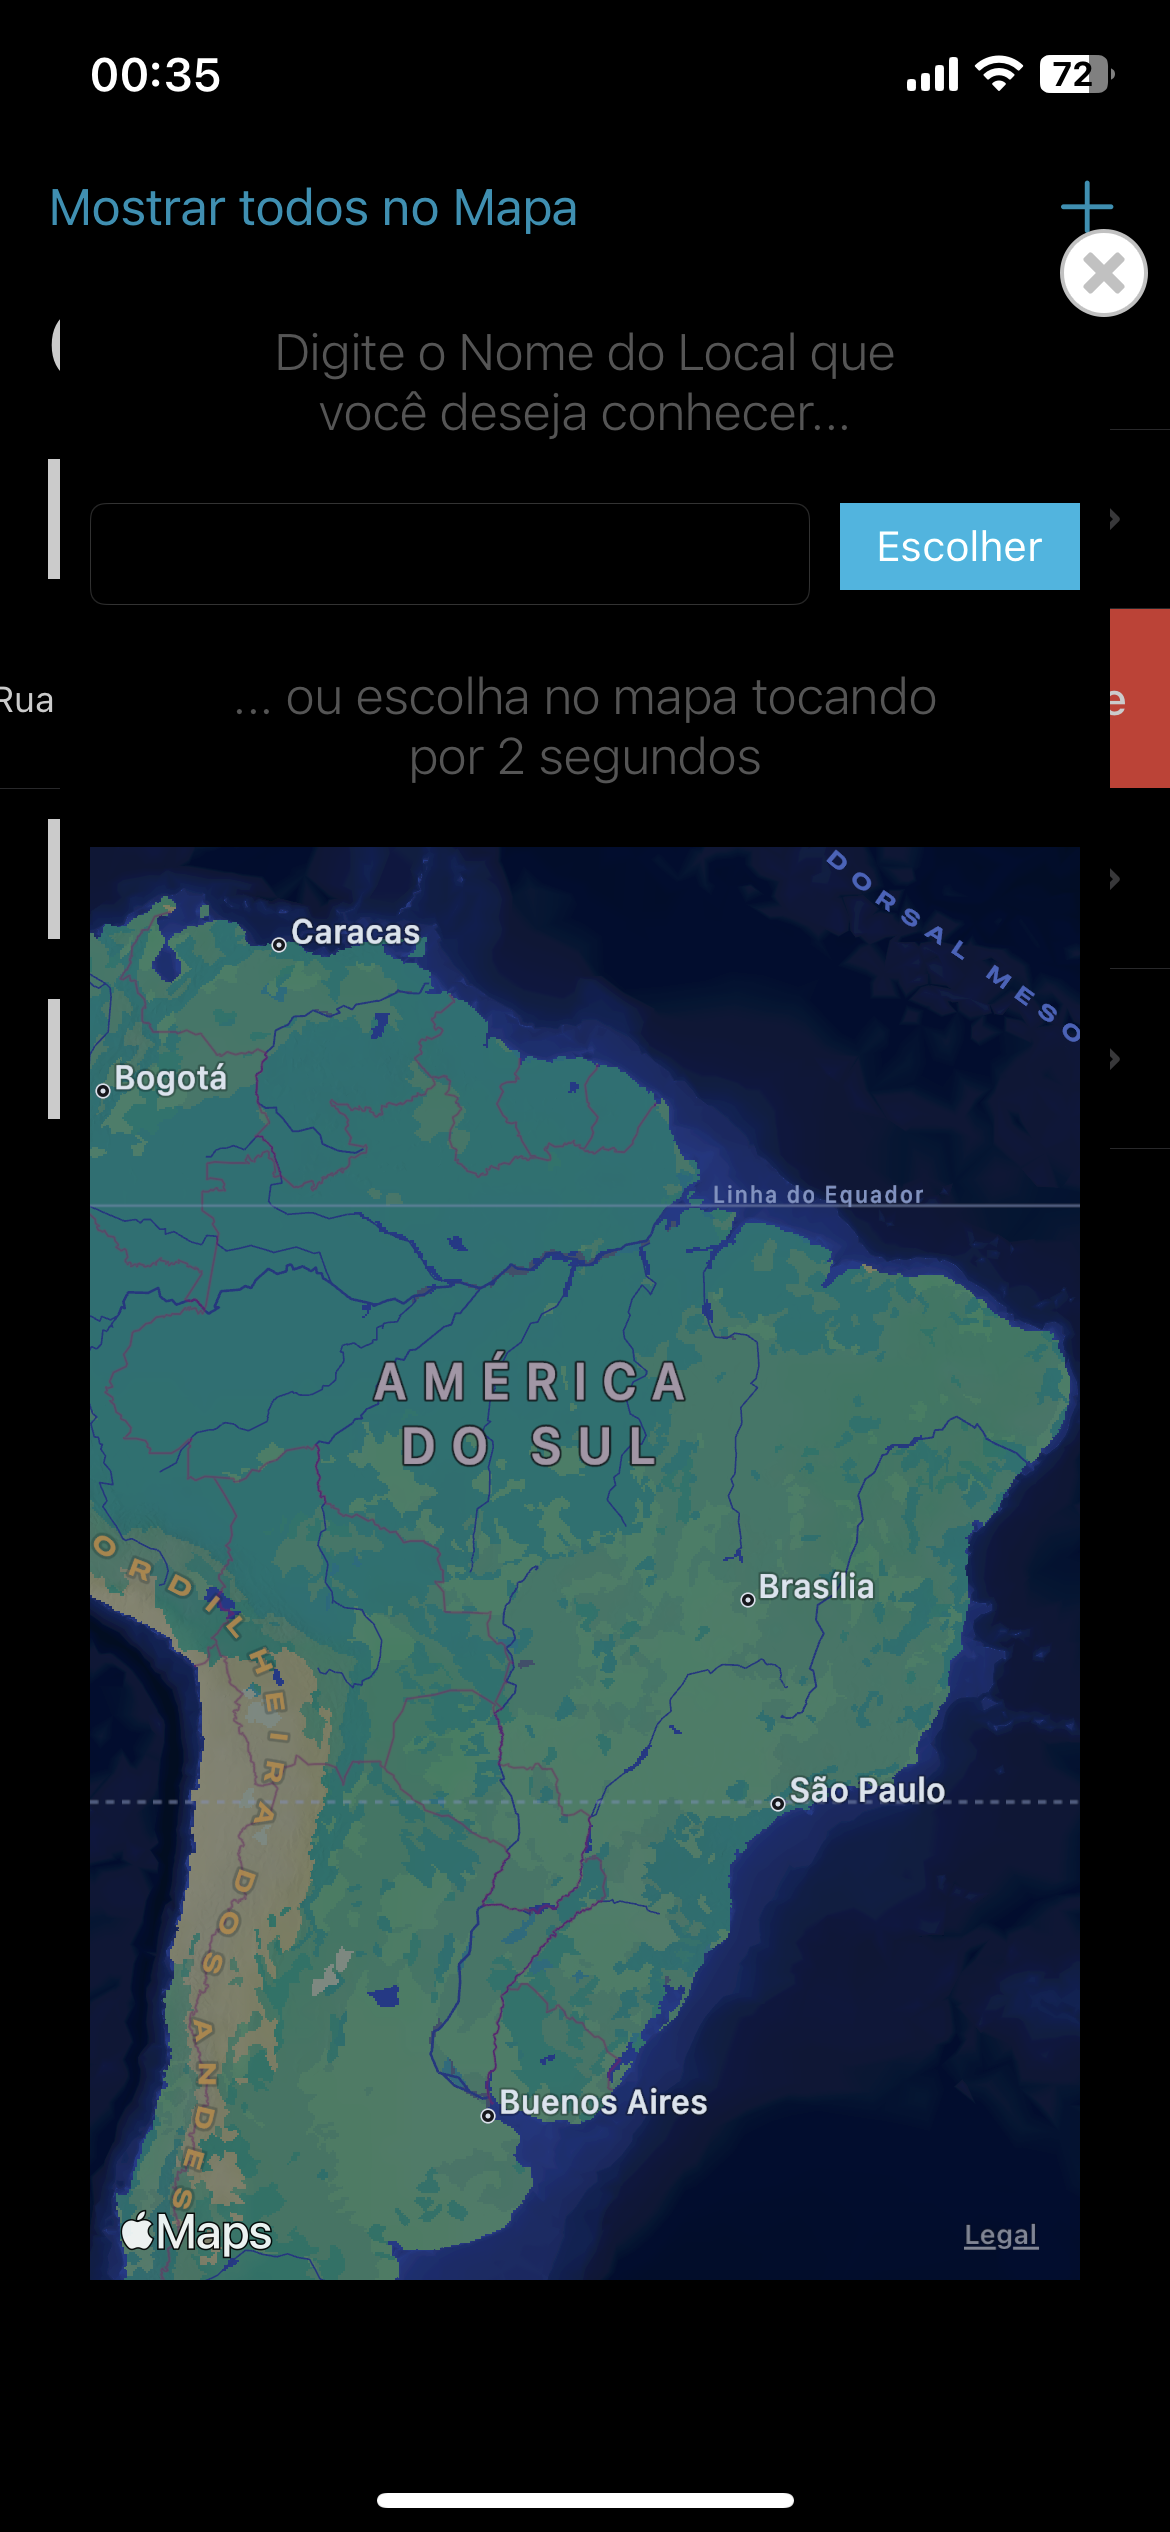 00:35
72
Mostrar todos no Mapa
Digite o Nome do Local que
você deseja conhecer...
Escolher
Rua
... ou escolha no mapa tocando
por 2 segundos
e
DORSAL MESO
Caracas
Bogotá
Linha do Equador
AMÉRICA
DO SUL
Brasília
ORDILHEIRA DOS ANDES
São Paulo
Buenos Aires
Maps
Legal